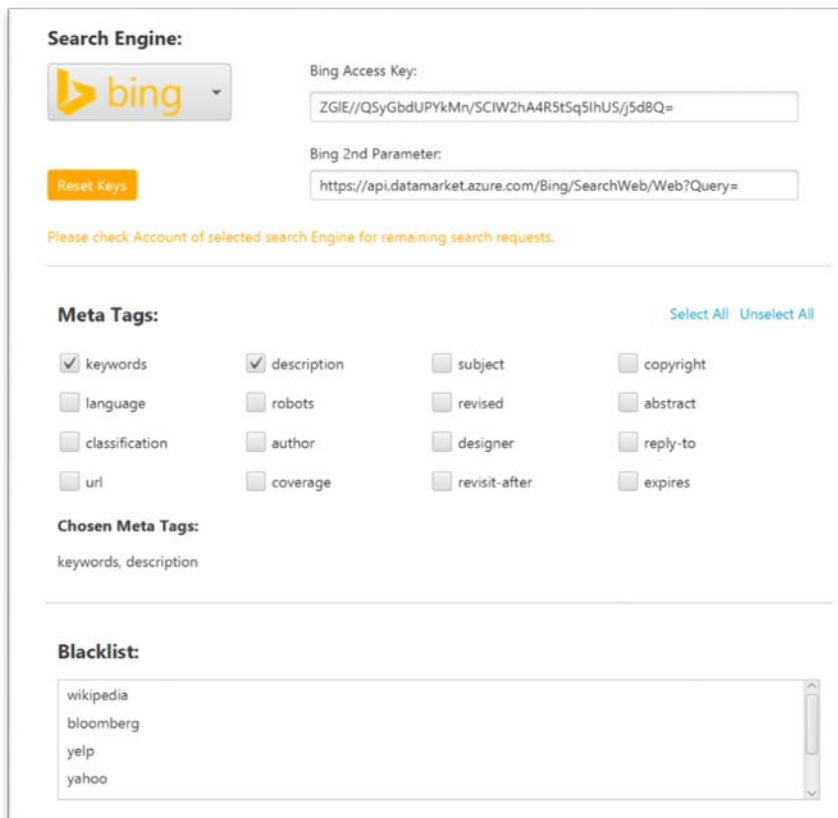 Search Engine:
bing
Bing Access Key:
ZGlE//QSyGbdUPYkMn/SCIW2hA4R5tSq5IhUS/j5d8Q=
Bing 2nd Parameter:
Reset Keys
https://api.datamarket.azure.com/Bing/SearchWeb/Web?Query=
Please check Account of selected search Engine for remaining search requests.
Meta Tags:
Select All Unselect All
keywords description subject copyright
language robots revised abstract
classification author designer reply-to
url coverage revisit-after expires
Chosen Meta Tags:
keywords, description
Blacklist:
wikipedia
bloomberg
yelp
yahoo